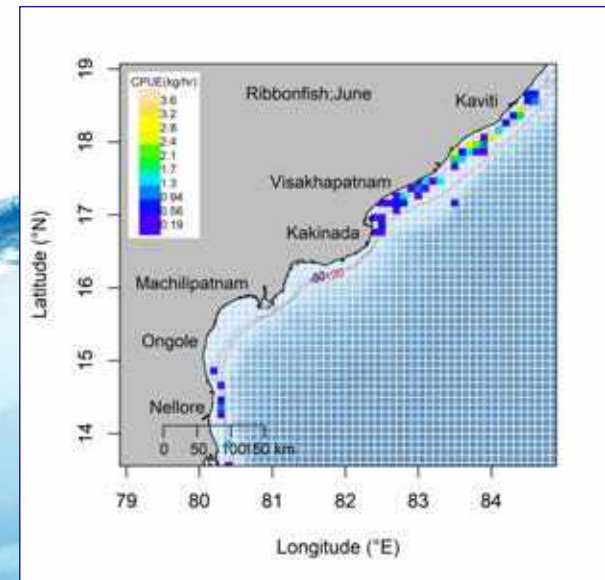 CPUE(kg/hr)
3.6
3.2
2.8
2.4
2.1
1.7
1.3
0.94
0.56
0.19
Ribbonfish;June
Kaviti
Visakhapatnam
Kakinada
Machilipatnam
Ongole
Nellore
0 50 100150 km
19
18
17
16
15
14
Latitude (°N)
79 80 81 82 83 84
Longitude (°E)